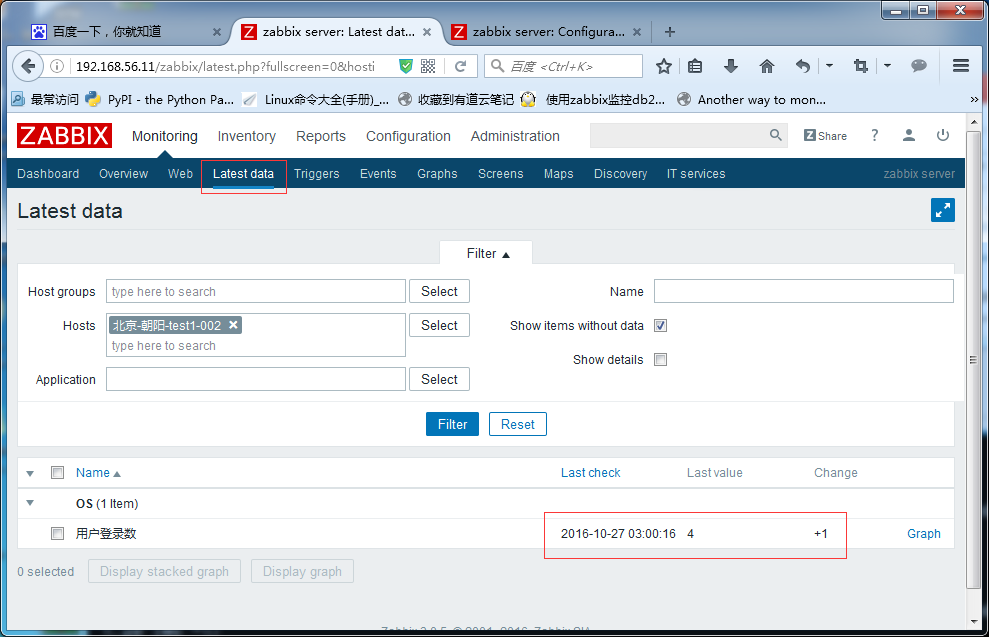 百度一下，你就知道
zabbix server: Latest dat...
zabbix server: Configura...
192.168.56.11/zabbix/latest.php?fullscreen=0&hosti
百度 <Ctrl+K>
最常访问 PyPI - the Python Pa... Linux命令大全(手册)_... 收藏到有道云笔记 使用zabbix监控db2... Another way to mon... »
ZABBIX Monitoring Inventory Reports Configuration Administration Z Share ?
Dashboard Overview Web Latest data Triggers Events Graphs Screens Maps Discovery IT services zabbix server
Latest data
Filter ▲
Host groups type here to search Select Name
Hosts 北京-朝阳-test1-002 Select Show items without data
type here to search
Show details
Application Select
Filter Reset
Name ▲ Last check Last value Change
OS (1 Item)
用户登录数 2016-10-27 03:00:16 4 +1 Graph
0 selected Display stacked graph Display graph